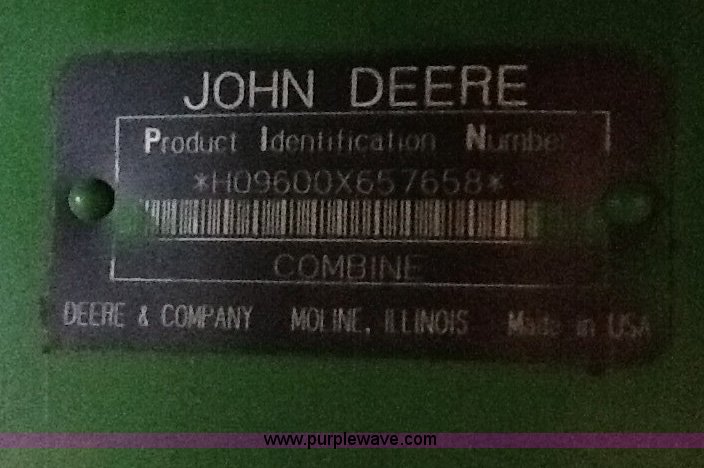 JOHN DEERE
Product Identification Number
*H09600X657658*
COMBINE
DEERE & COMPANY MOLINE, ILLINOIS Made in USA
www.purplewave.com